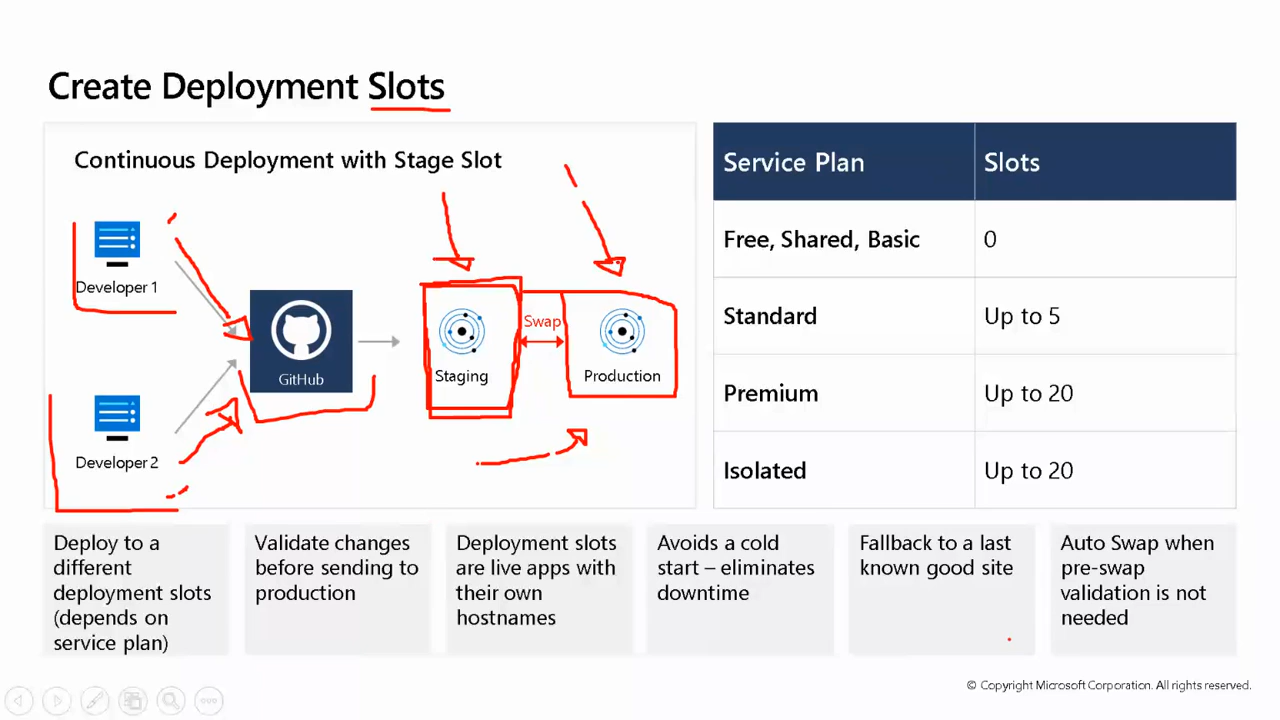 Create Deployment Slots
Continuous Deployment with Stage Slot
Developer 1
Developer 2
GitHub
Staging
Swap
Production
Service Plan Slots
Free, Shared, Basic 0
Standard Up to 5
Premium Up to 20
Isolated Up to 20
Deploy to a
different
deployment slots
(depends on
service plan)
Validate changes
before sending to
production
Deployment slots
are live apps with
their own
hostnames
Avoids a cold
start – eliminates
downtime
Fallback to a last
known good site
Auto Swap when
pre-swap
validation is not
needed
© Copyright Microsoft Corporation. All rights reserved.